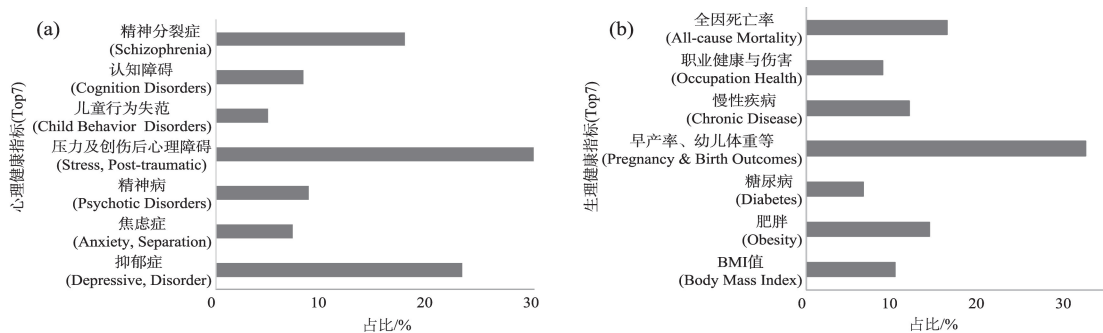 (a)
心理健康指标(Top7)
精神分裂症
(Schizophrenia)
认知障碍
(Cognition Disorders)
儿童行为失范
(Child Behavior Disorders)
压力及创伤后心理障碍
(Stress, Post-traumatic)
精神病
(Psychotic Disorders)
焦虑症
(Anxiety, Separation)
抑郁症
(Depressive, Disorder)
0 10 20 30
占比/%
(b)
生理健康指标(Top7)
全因死亡率
(All-cause Mortality)
职业健康与伤害
(Occupation Health)
慢性疾病
(Chronic Disease)
早产率、幼儿体重等
(Pregnancy & Birth Outcomes)
糖尿病
(Diabetes)
肥胖
(Obesity)
BMI值
(Body Mass Index)
0 10 20 30
占比/%